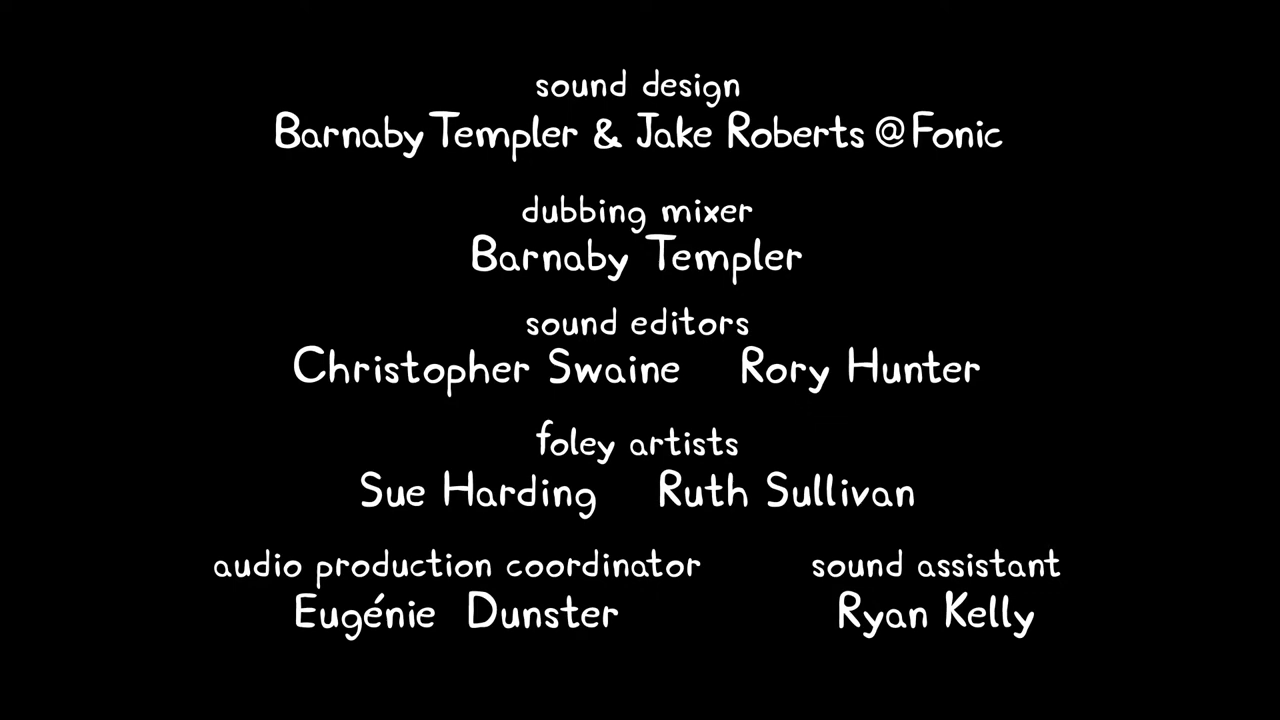 sound design
Barnaby Templer & Jake Roberts @Fonic
dubbing mixer
Barnaby Templer
sound editors
Christopher Swaine Rory Hunter
foley artists
Sue Harding Ruth Sullivan
audio production coordinator sound assistant
Eugénie Dunster Ryan Kelly